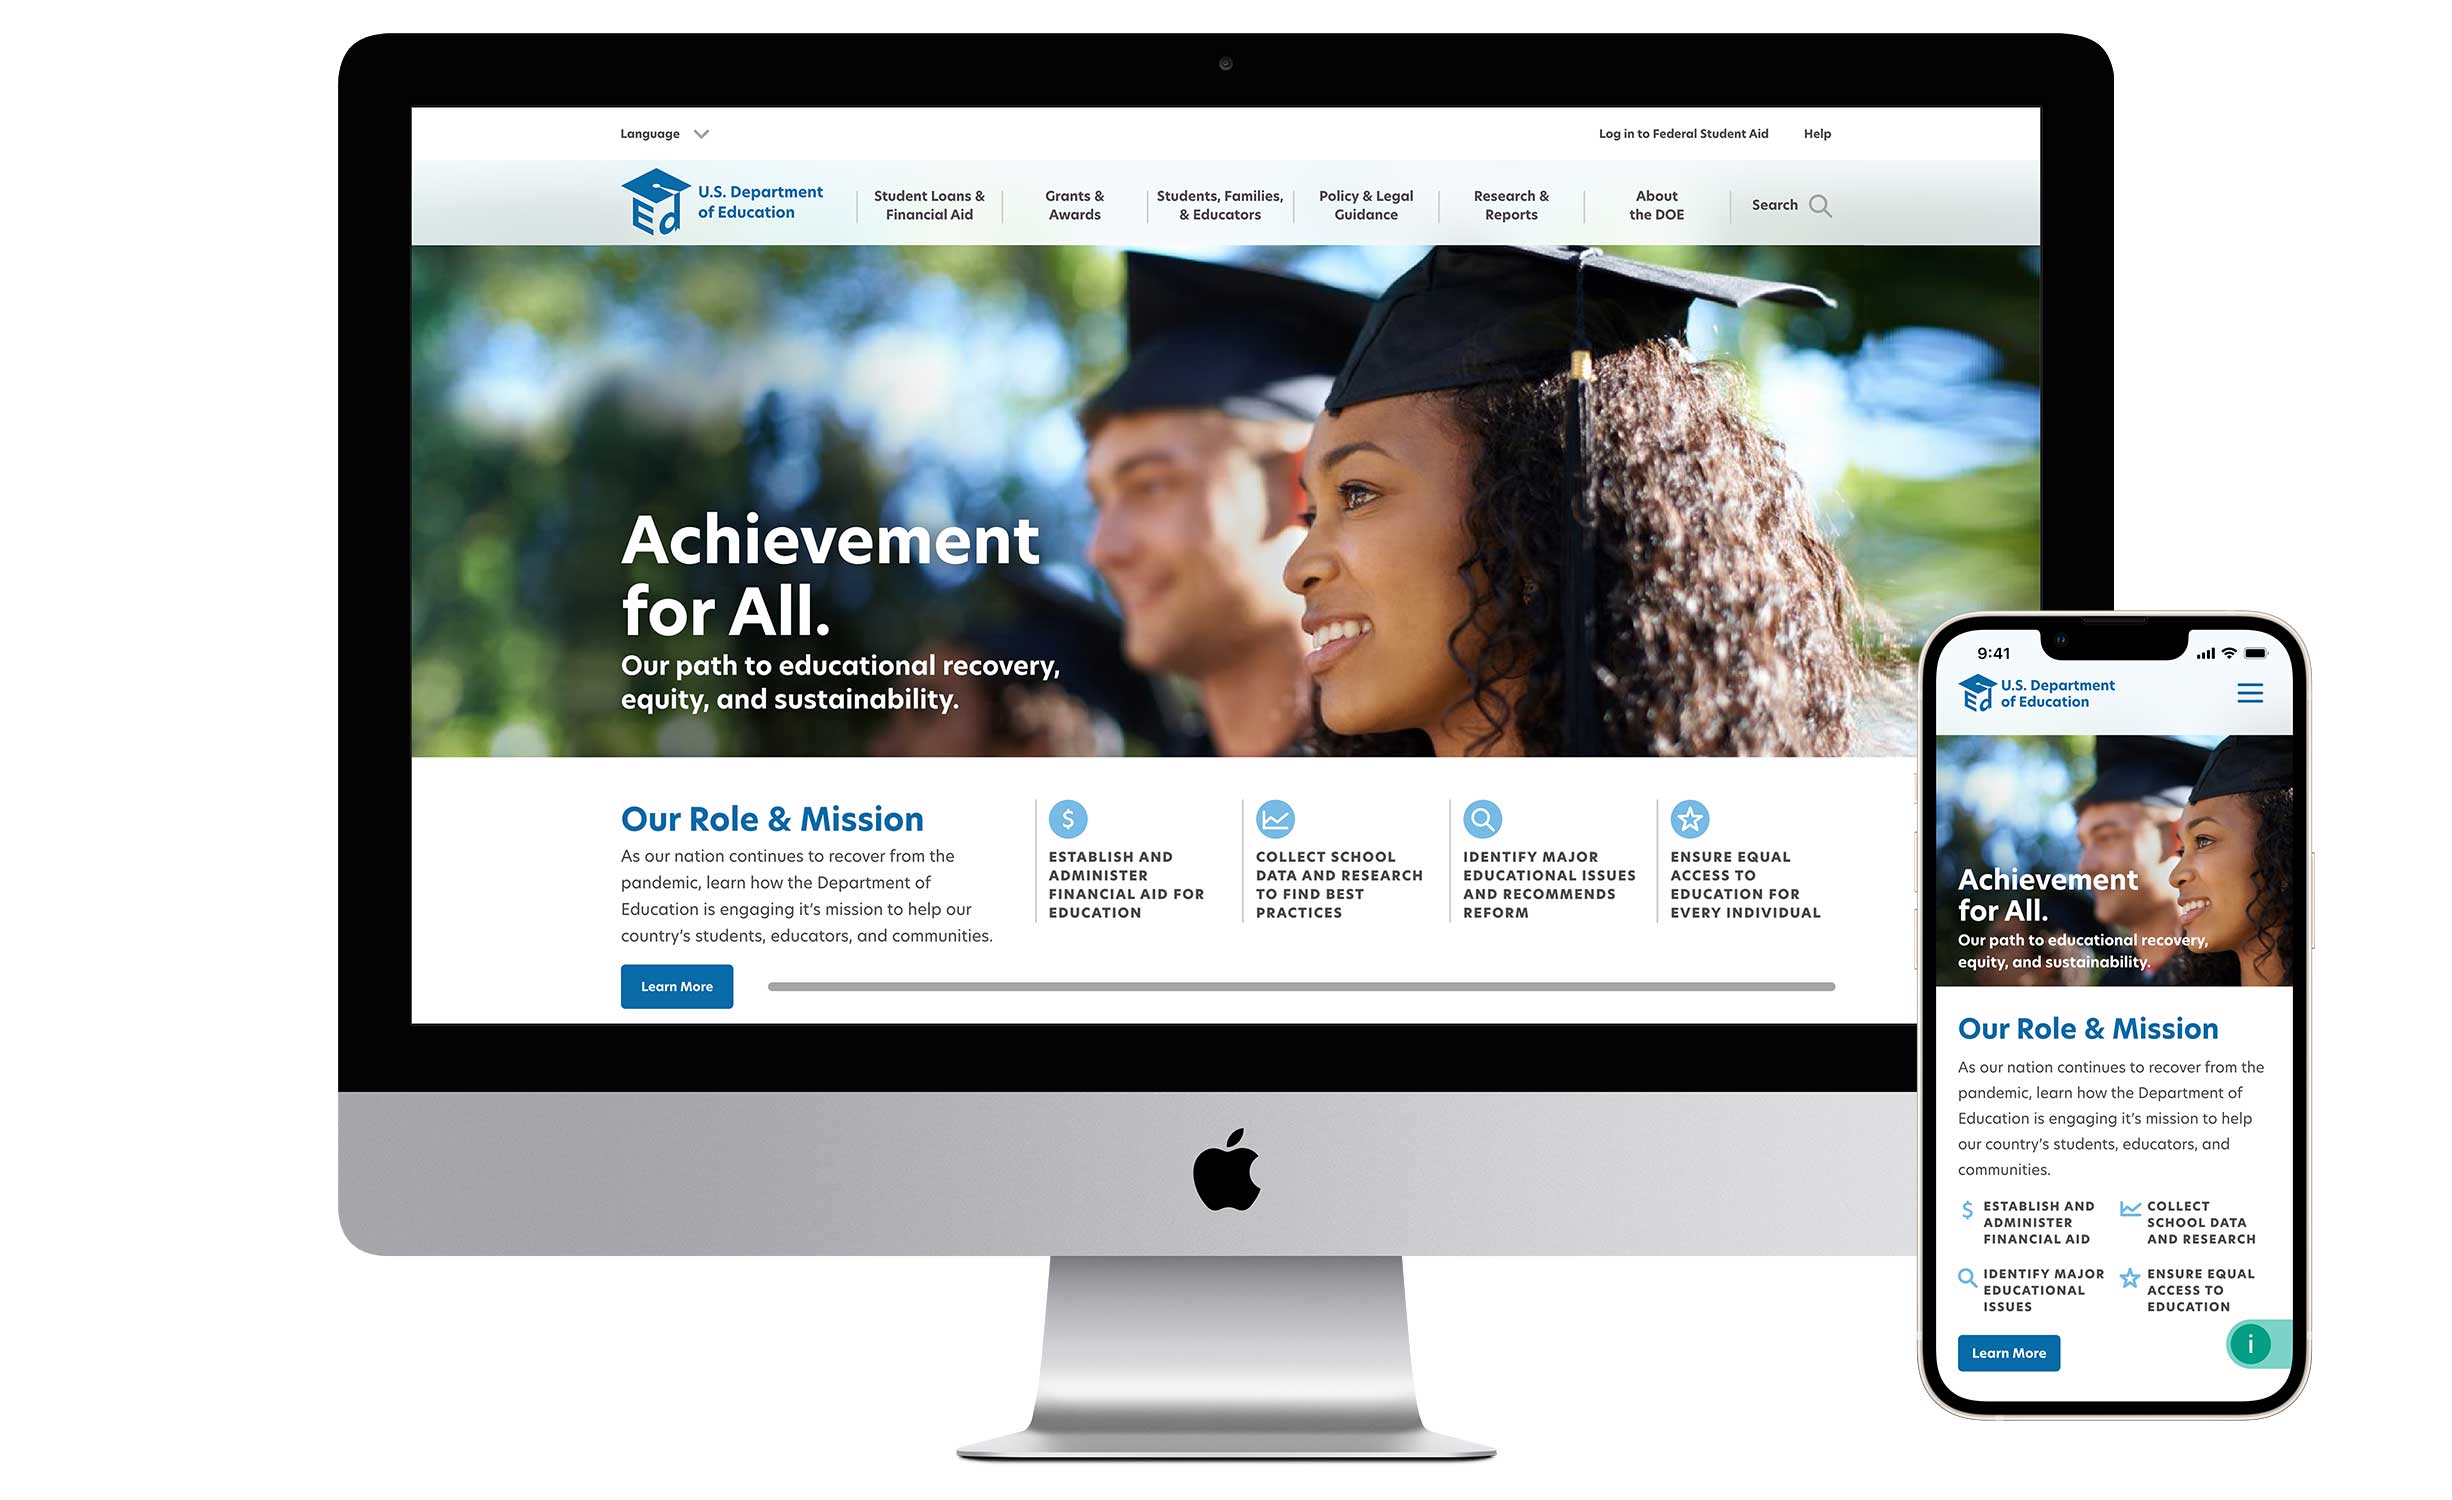 Language
Log in to Federal Student Aid
Help
Ed
U.S. Department
of Education
Student Loans &
Financial Aid
Grants &
Awards
Students, Families,
& Educators
Policy & Legal
Guidance
Research &
Reports
About
the DOE
Search
Achievement
for All.
Our path to educational recovery,
equity, and sustainability.
Our Role & Mission
As our nation continues to recover from the
pandemic, learn how the Department of
Education is engaging it's mission to help our
country's students, educators, and communities.
Learn More
$
ESTABLISH AND
ADMINISTER
FINANCIAL AID FOR
EDUCATION
COLLECT SCHOOL
DATA AND RESEARCH
TO FIND BEST
PRACTICES
IDENTIFY MAJOR
EDUCATIONAL ISSUES
AND RECOMMENDS
REFORM
ENSURE EQUAL
ACCESS TO
EDUCATION FOR
EVERY INDIVIDUAL
9:41
Ed
U.S. Department
of Education
Achievement
for All.
Our path to educational recovery,
equity, and sustainability.
Our Role & Mission
As our nation continues to recover from the
pandemic, learn how the Department of
Education is engaging it's mission to help
our country's students, educators, and
communities.
$
ESTABLISH AND
ADMINISTER
FINANCIAL AID
COLLECT
SCHOOL DATA
AND RESEARCH
IDENTIFY MAJOR
EDUCATIONAL
ISSUES
ENSURE EQUAL
ACCESS TO
EDUCATION
Learn More
i